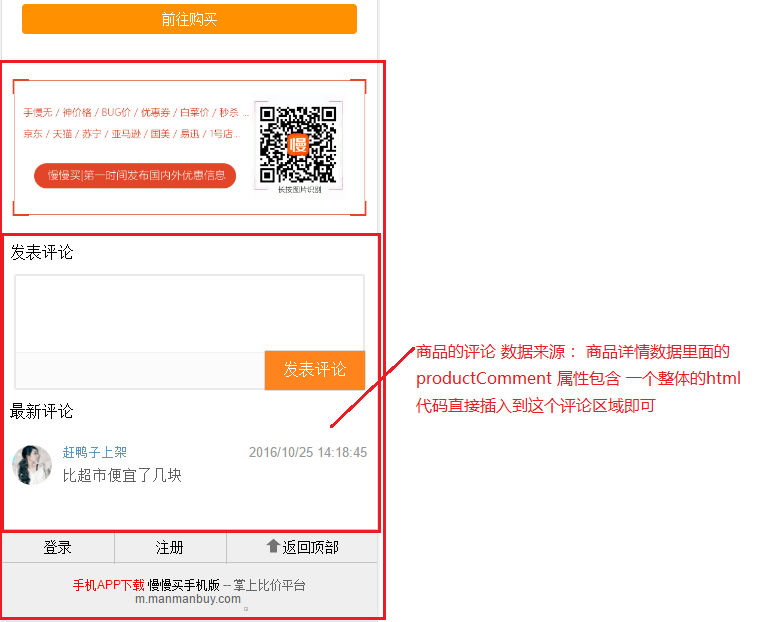 前往购买
手慢无 / 神价格 / BUG价 / 优惠券 / 白菜价 / 秒杀 ...
京东 / 天猫 / 苏宁 / 亚马逊 / 国美 / 易迅 / 1号店...
慢慢买|第一时间发布国内外优惠信息
慢
长按图片识别
发表评论
发表评论
商品的评论 数据来源： 商品详情数据里面的
productComment 属性包含 一个整体的html
代码直接插入到这个评论区域即可
最新评论
赶鸭子上架 2016/10/25 14:18:45
比超市便宜了几块
登录 注册 返回顶部
手机APP下载 慢慢买手机版 -- 掌上比价平台
m.manmanbuy.com